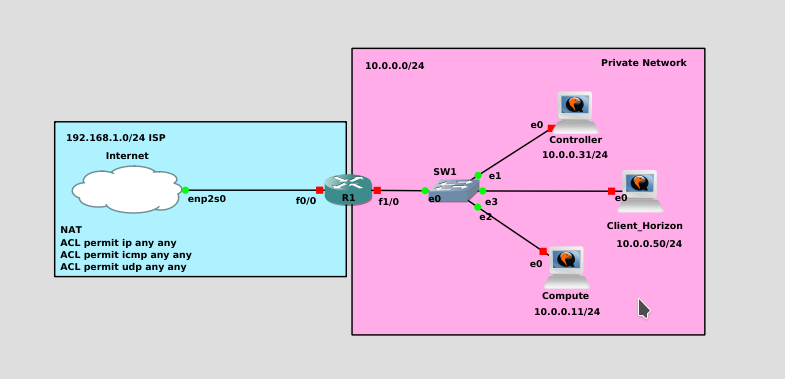 10.0.0.0/24
Private Network
192.168.1.0/24 ISP
Internet
enp2s0
f0/0
R1
f1/0
SW1
e0
e1
e3
e2
e0
Controller
10.0.0.31/24
e0
Client_Horizon
10.0.0.50/24
e0
Compute
10.0.0.11/24
NAT
ACL permit ip any any
ACL permit icmp any any
ACL permit udp any any